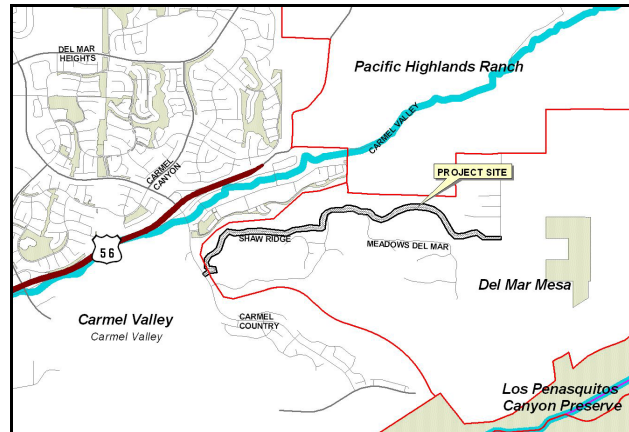 DEL MAR
HEIGHTS
Pacific Highlands Ranch
CARMEL VALLEY
CARMEL
CANYON
PROJECT SITE
SHAW RIDGE
MEADOWS DEL MAR
56
Del Mar Mesa
Carmel Valley
Carmel Valley
CARMEL
COUNTRY
Los Penasquitos
Canyon Preserve